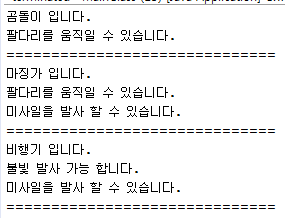 곰돌이 입니다.
팔다리를 움직일 수 있습니다.
==============================
마징가 입니다.
팔다리를 움직일 수 있습니다.
미사일을 발사 할 수 있습니다.
==============================
비행기 입니다.
불빛 발사 가능 합니다.
미사일을 발사 할 수 있습니다.
==============================